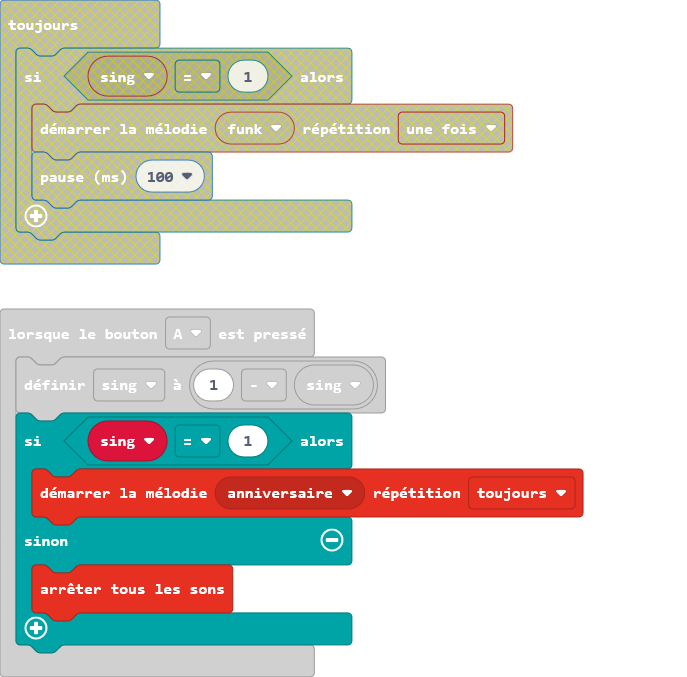 toujours
si sing = 1 alors
démarrer la mélodie funk répétition une fois
pause (ms) 100
lorsque le bouton A est pressé
définir sing à 1 - sing
si sing = 1 alors
démarrer la mélodie anniversaire répétition toujours
sinon
arrêter tous les sons